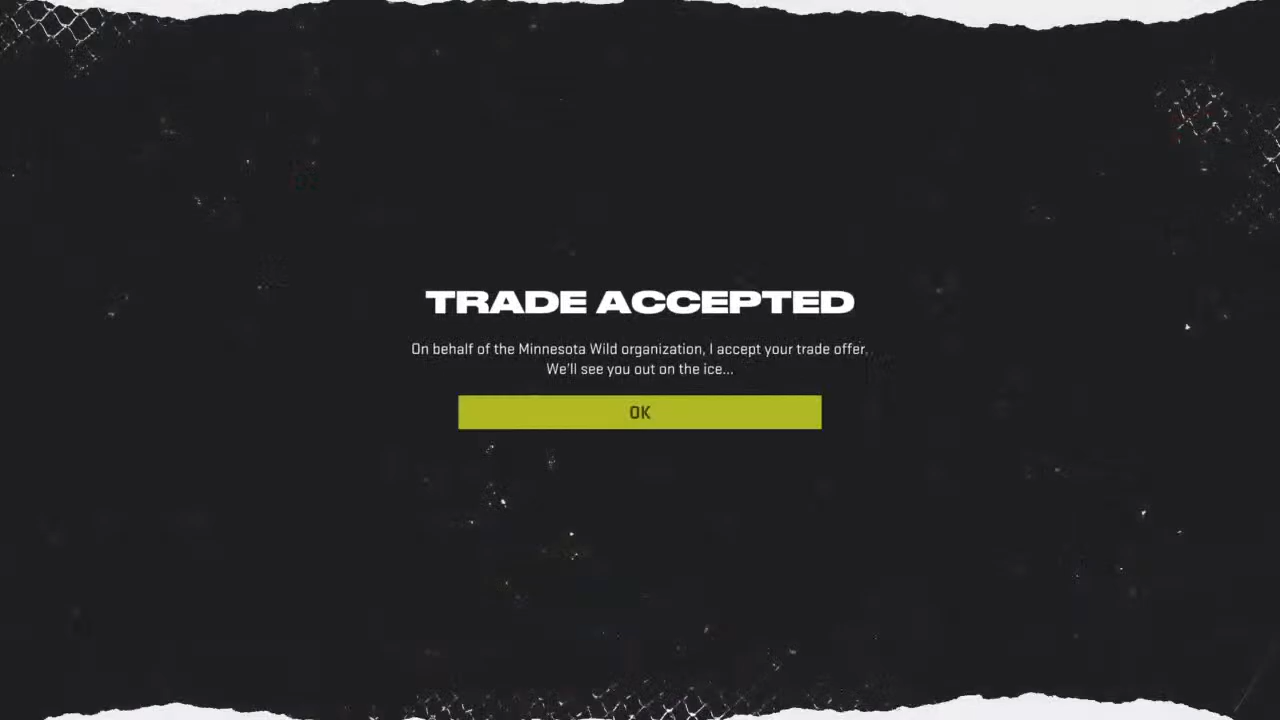 TRADE ACCEPTED
On behalf of the Minnesota Wild organization, I accept your trade offer.
We'll see you out on the ice...
OK